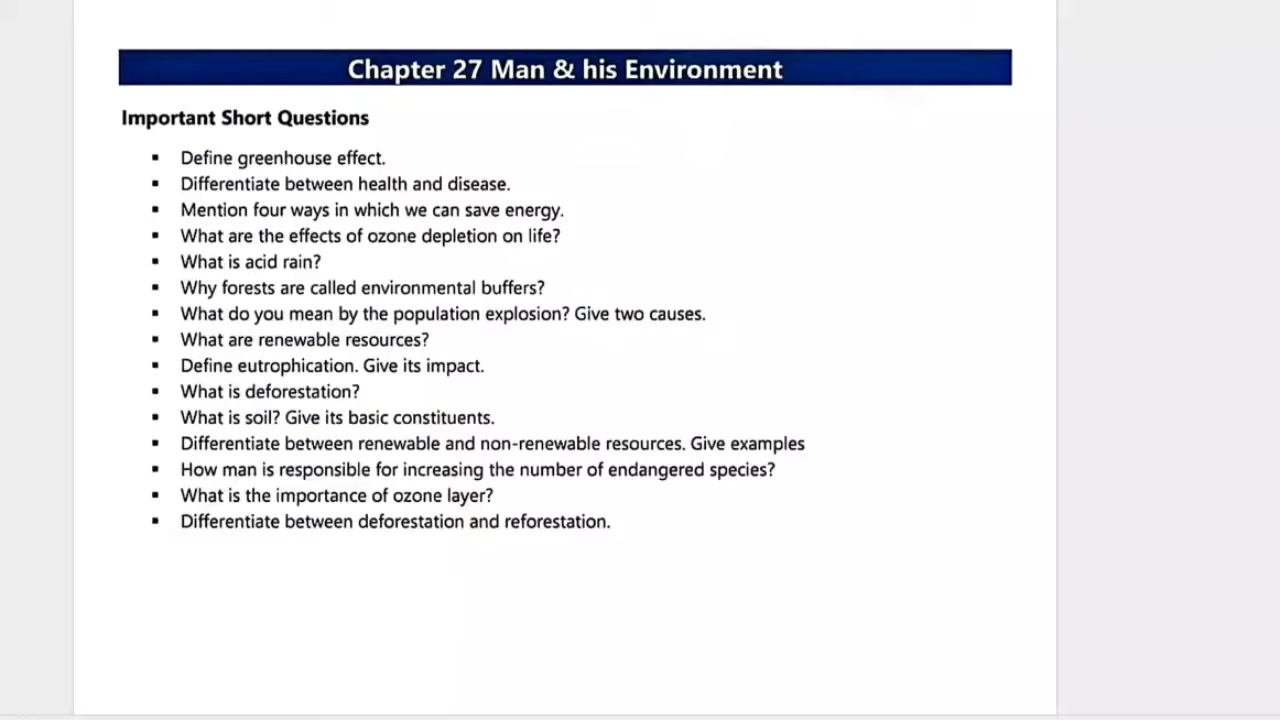 Chapter 27 Man & his Environment
Important Short Questions
▪ Define greenhouse effect.
▪ Differentiate between health and disease.
▪ Mention four ways in which we can save energy.
▪ What are the effects of ozone depletion on life?
▪ What is acid rain?
▪ Why forests are called environmental buffers?
▪ What do you mean by the population explosion? Give two causes.
▪ What are renewable resources?
▪ Define eutrophication. Give its impact.
▪ What is deforestation?
▪ What is soil? Give its basic constituents.
▪ Differentiate between renewable and non-renewable resources. Give examples
▪ How man is responsible for increasing the number of endangered species?
▪ What is the importance of ozone layer?
▪ Differentiate between deforestation and reforestation.